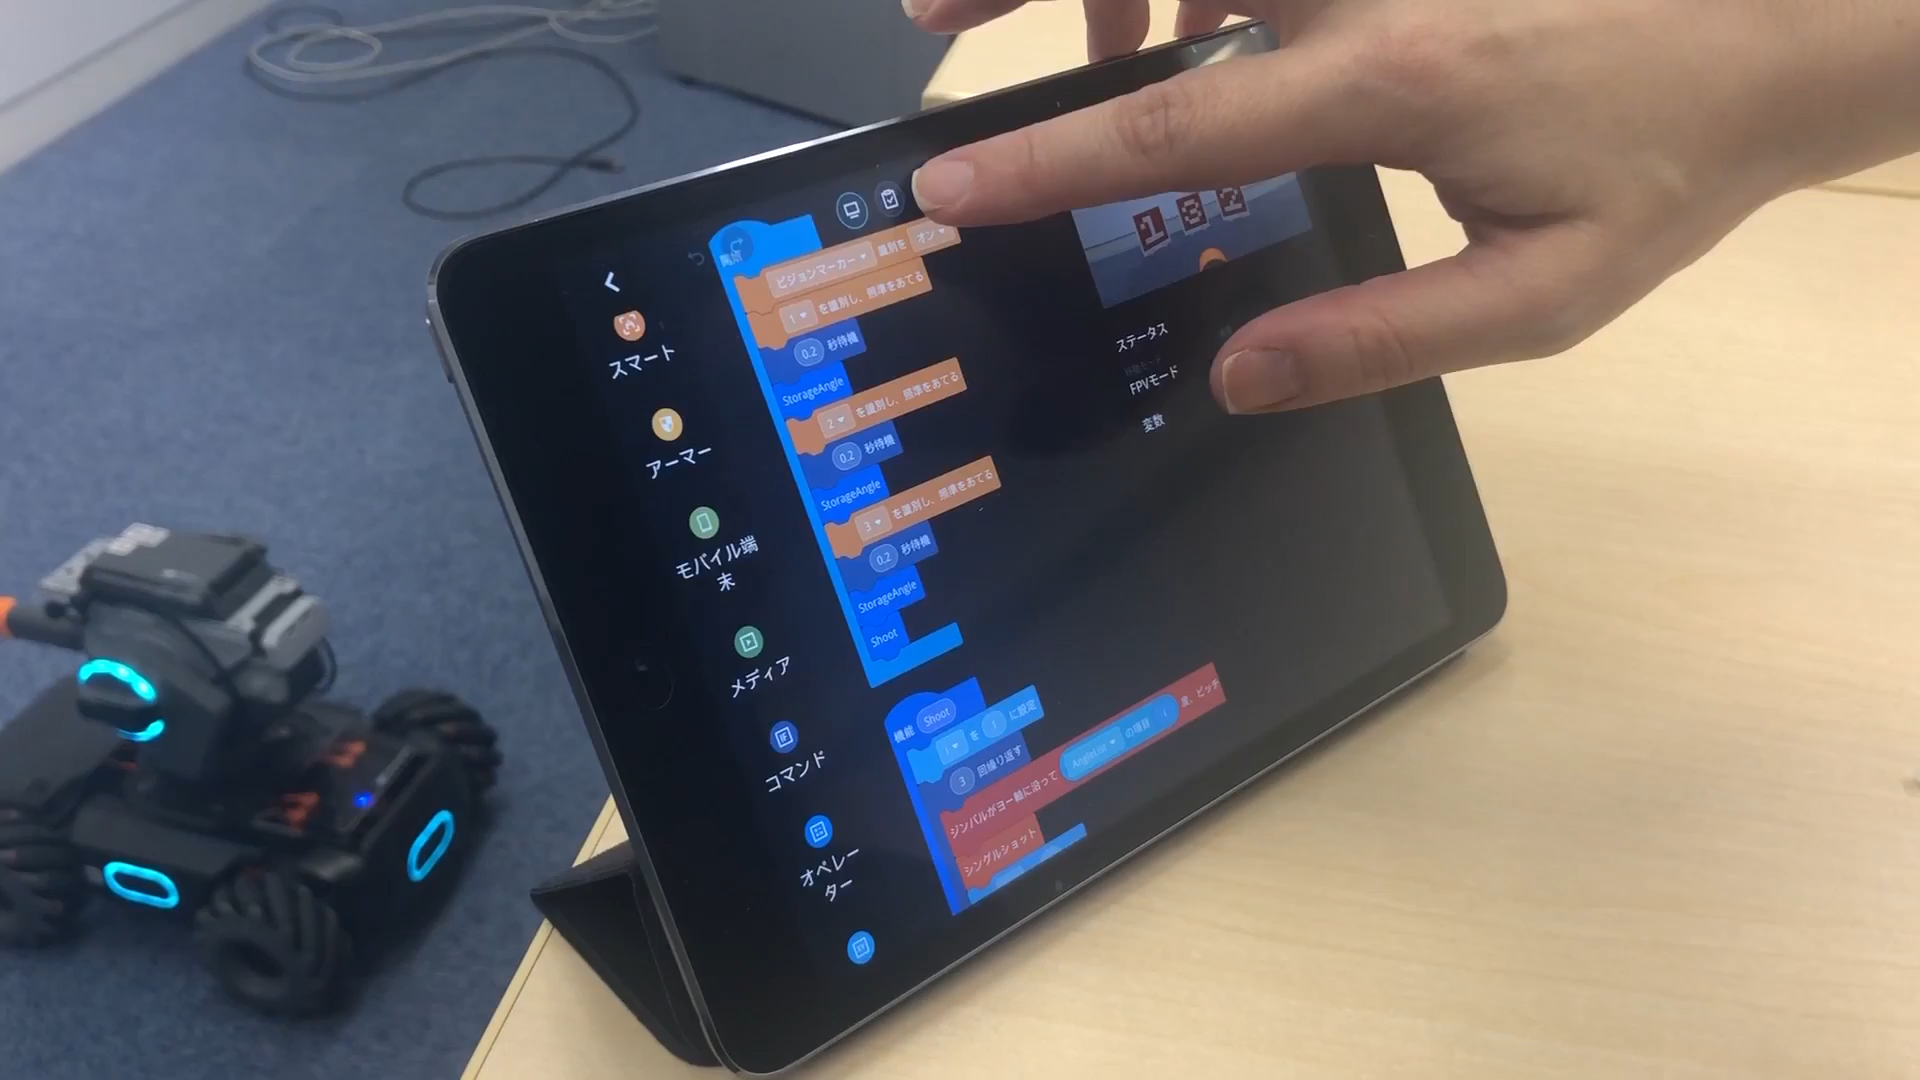 スマート
アーマー
モバイル端
末
メディア
コマンド
オペレー
ター
ビジョンマーカー 識別を オン
1 を識別し、照準をあてる
0.2 秒待機
StorageAngle
2 を識別し、照準をあてる
0.2 秒待機
StorageAngle
3 を識別し、照準をあてる
0.2 秒待機
StorageAngle
Shoot
機能 Shoot
i を 1 に設定
3 回繰り返す
ジンバルがヨー軸に沿って AngleList の項目 i 度、ピッチ
シングルショット
1 3 2
ステータス
FPVモード
変数